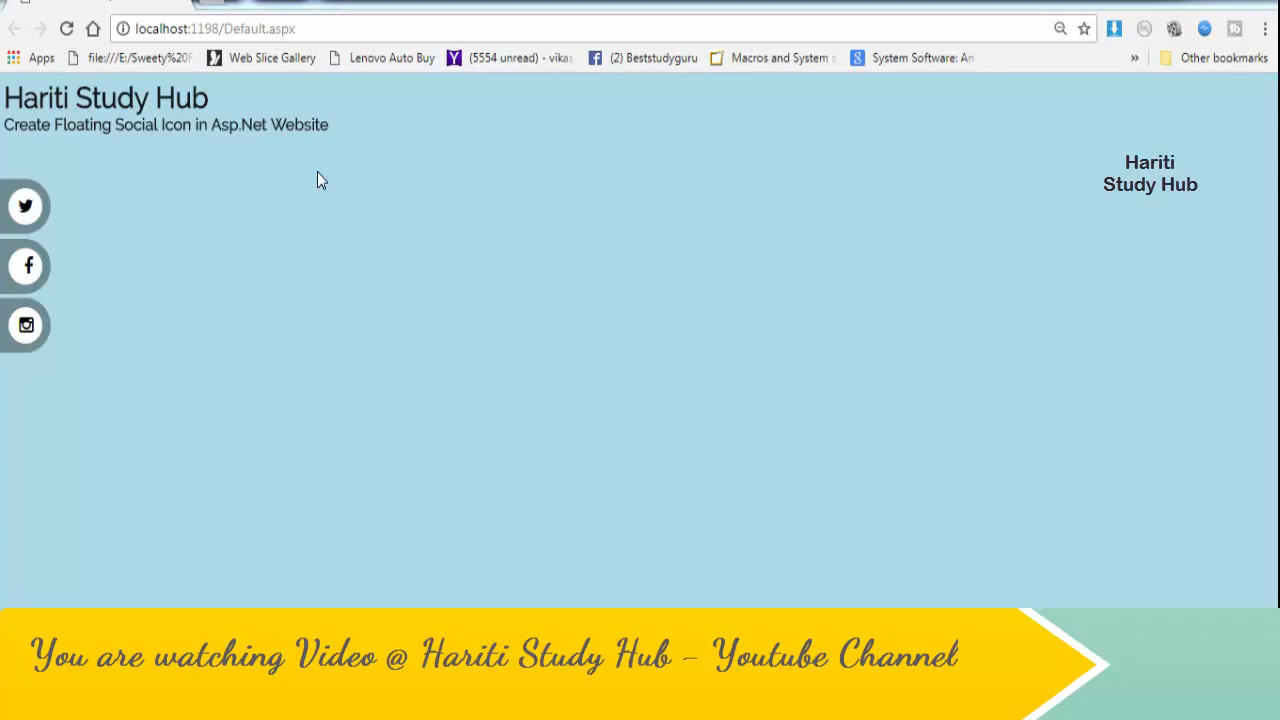 localhost:1198/Default.aspx
Apps file:///E:/Sweety%20F Web Slice Gallery Lenovo Auto Buy (5554 unread) - vikas (2) Beststudyguru Macros and System System Software: An » Other bookmarks
Hariti Study Hub
Create Floating Social Icon in Asp.Net Website
Hariti
Study Hub
You are watching Video @ Hariti Study Hub - Youtube Channel